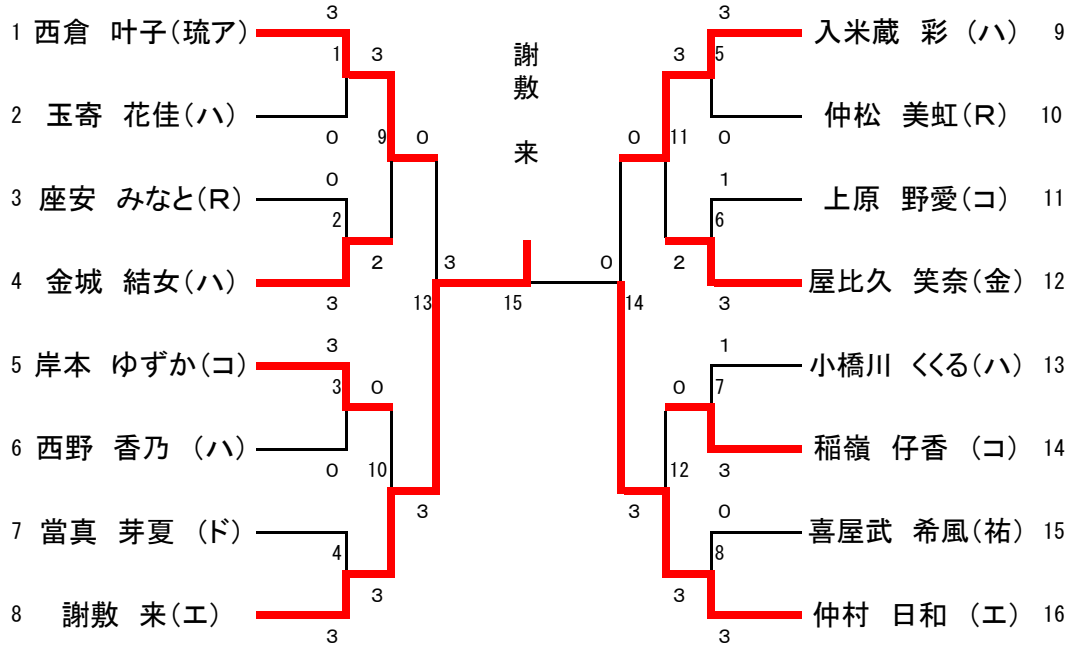 3
1 西倉 叶子(琉ア)
1 3
2 玉寄 花佳(ハ)
0 9 0
0
3 座安 みなと(R)
2
2 3
4 金城 結女(ハ)
3 13 15
3
5 岸本 ゆずか(コ)
3 0
6 西野 香乃 (ハ)
0 10
3
7 當真 芽夏 (ド)
4
3
8 謝敷 来(エ)
3
謝敷 来
3
入米蔵 彩 (ハ) 9
3 5
仲松 美虹(R) 10
0 11 0
1
上原 野愛(コ) 11
6
0 2
屋比久 笑奈(金) 12
14 3
1
小橋川 くくる(ハ) 13
0 7
稲嶺 仔香 (コ) 14
12 3
3 0
喜屋武 希風(祐) 15
8
3
仲村 日和 (エ) 16
3